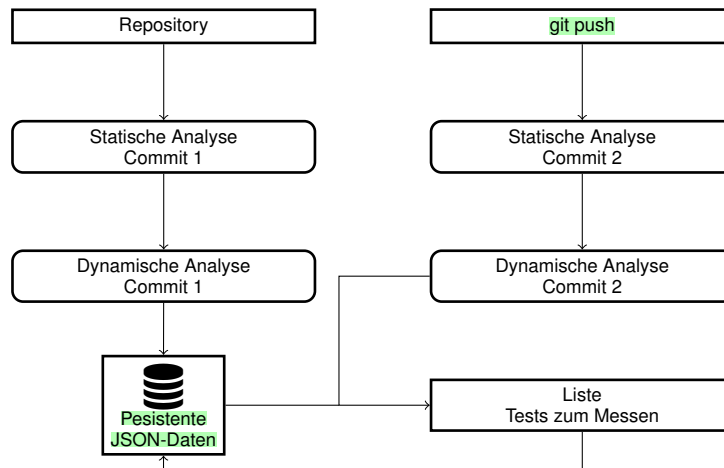 Repository
git push
Statische Analyse
Commit 1
Statische Analyse
Commit 2
Dynamische Analyse
Commit 1
Dynamische Analyse
Commit 2
Pesistente
JSON-Daten
Liste
Tests zum Messen